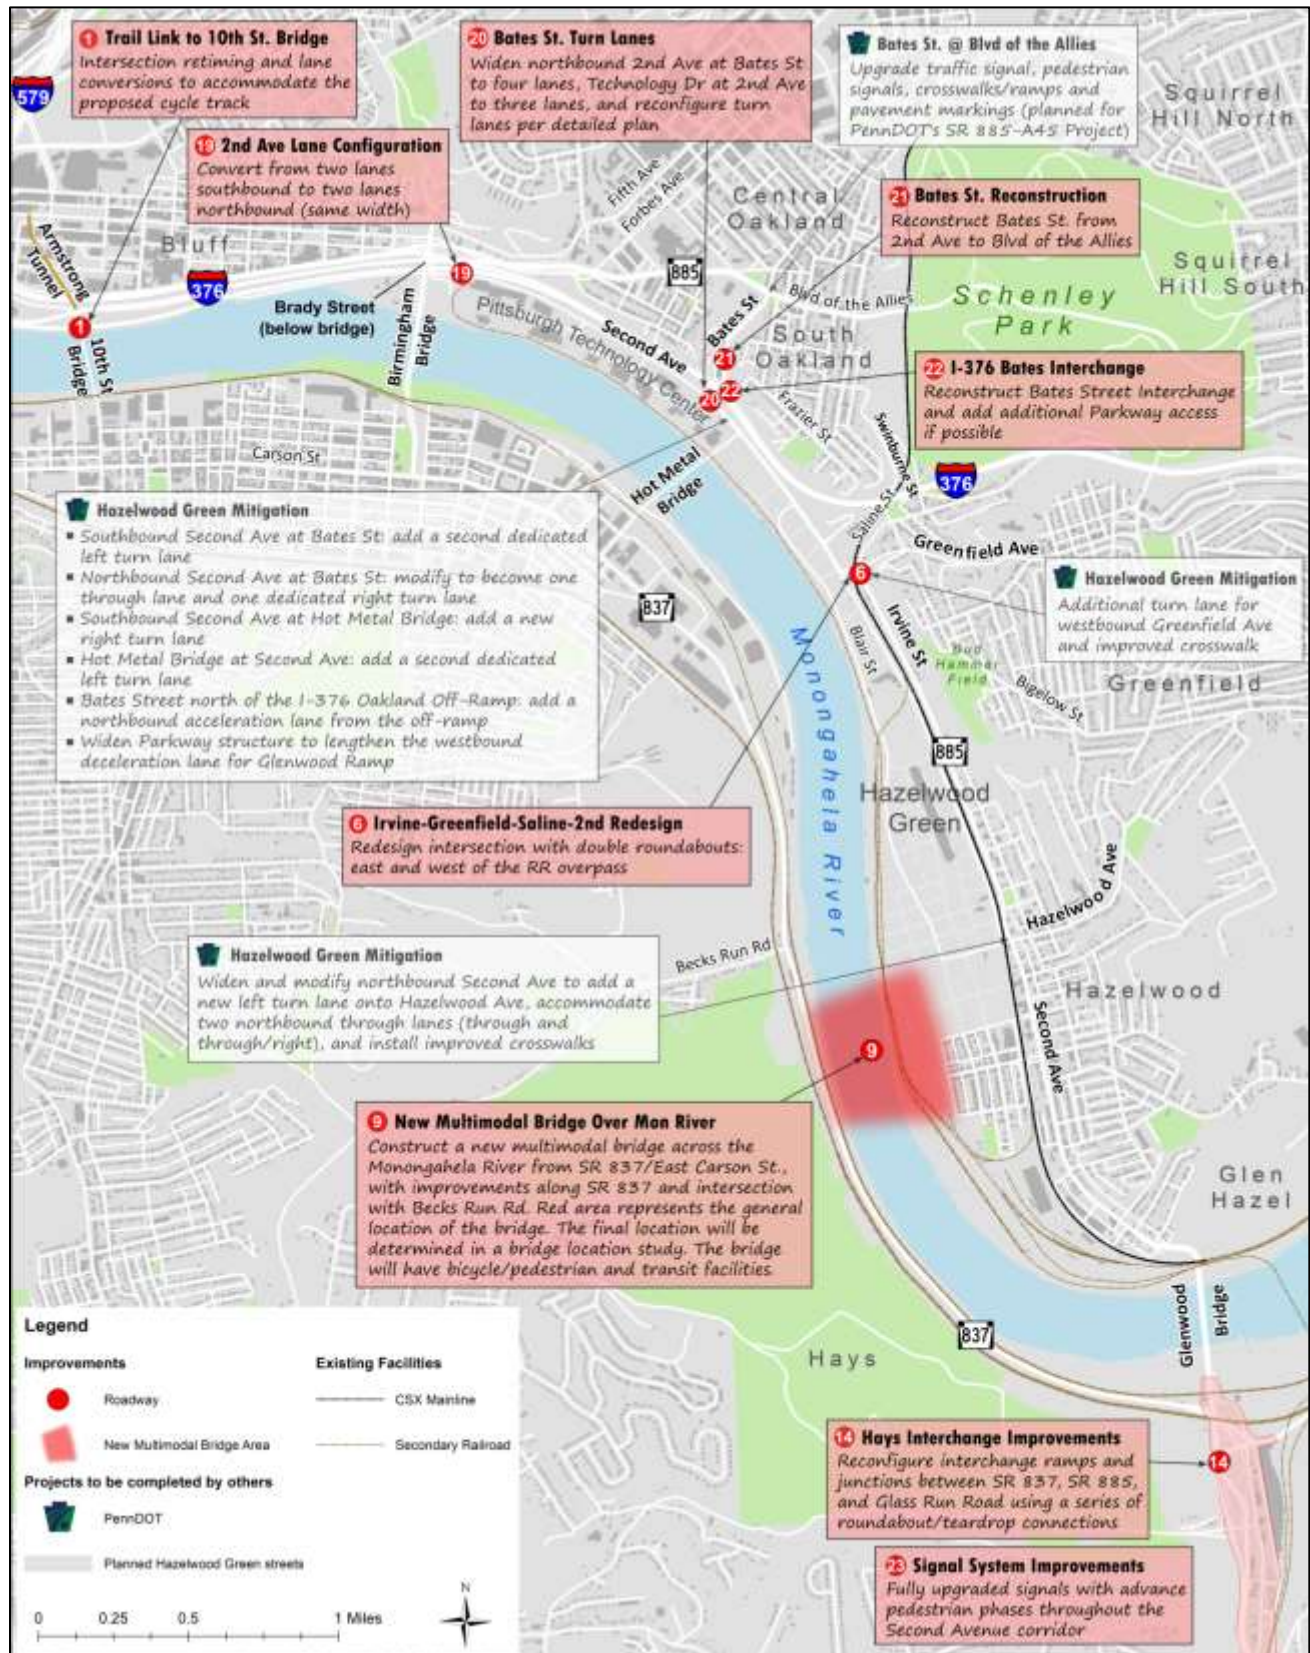 1 Trail Link to 10th St. Bridge
Intersection retiming and lane
conversions to accommodate the
proposed cycle track
20 Bates St. Turn Lanes
Widen northbound 2nd Ave at Bates St
to four lanes, Technology Dr at 2nd Ave
to three lanes, and reconfigure turn
lanes per detailed plan
Bates St. @ Blvd of the Allies
Upgrade traffic signal, pedestrian
signals, crosswalks/ramps and
pavement markings (planned for
PennDOT's SR 885-A45 Project)
579
Squirrel
Hill North
19 2nd Ave Lane Configuration
Convert from two lanes
southbound to two lanes
northbound (same width)
Fifth Ave
Forbes Ave
Central
Oakland
21 Bates St. Reconstruction
Reconstruct Bates St. from
2nd Ave to Blvd of the Allies
Armstrong
Tunnel
Bluff
376
19
885
Squirrel
Hill South
Brady Street
(below bridge)
Birmingham
Bridge
Pittsburgh Technology Center
Second Ave
Bates St
Blvd of the Allies
Schenley
Park
1
10th St
Bridge
21
South
Oakland
22
20
22 I-376 Bates Interchange
Reconstruct Bates Street Interchange
and add additional Parkway access
if possible
Frazier St
Carson St
Hot Metal
Bridge
Swinburne St
376
Saline St
Greenfield Ave
Hazelwood Green Mitigation
▪ Southbound Second Ave at Bates St: add a second dedicated
left turn lane
▪ Northbound Second Ave at Bates St: modify to become one
through lane and one dedicated right turn lane
▪ Southbound Second Ave at Hot Metal Bridge: add a new
right turn lane
▪ Hot Metal Bridge at Second Ave: add a second dedicated
left turn lane
▪ Bates Street north of the I-376 Oakland Off-Ramp: add a
northbound acceleration lane from the off-ramp
▪ Widen Parkway structure to lengthen the westbound
deceleration lane for Glenwood Ramp
6
Hazelwood Green Mitigation
Additional turn lane for
westbound Greenfield Ave
and improved crosswalk
837
Irvine St
Blair St
Bud
Hammer
Field
Bigelow St
Greenfield
Monongahela River
885
Hazelwood
Green
6 Irvine-Greenfield-Saline-2nd Redesign
Redesign intersection with double roundabouts:
east and west of the RR overpass
Hazelwood Ave
Becks Run Rd
Hazelwood Green Mitigation
Widen and modify northbound Second Ave to add a
new left turn lane onto Hazelwood Ave, accommodate
two northbound through lanes (through and
through/right), and install improved crosswalks
Hazelwood
Second Ave
9
9 New Multimodal Bridge Over Mon River
Construct a new multimodal bridge across the
Monongahela River from SR 837/East Carson St.,
with improvements along SR 837 and intersection
with Becks Run Rd. Red area represents the general
location of the bridge. The final location will be
determined in a bridge location study. The bridge
will have bicycle/pedestrian and transit facilities
Glen
Hazel
Glenwood
Bridge
837
Hays
14 Hays Interchange Improvements
Reconfigure interchange ramps and
junctions between SR 837, SR 885,
and Glass Run Road using a series of
roundabout/teardrop connections
14
23 Signal System Improvements
Fully upgraded signals with advance
pedestrian phases throughout the
Second Avenue corridor
Legend
Improvements
Existing Facilities
Roadway
CSX Mainline
New Multimodal Bridge Area
Secondary Railroad
Projects to be completed by others
PennDOT
Planned Hazelwood Green streets
0 0.25 0.5 1 Miles
N